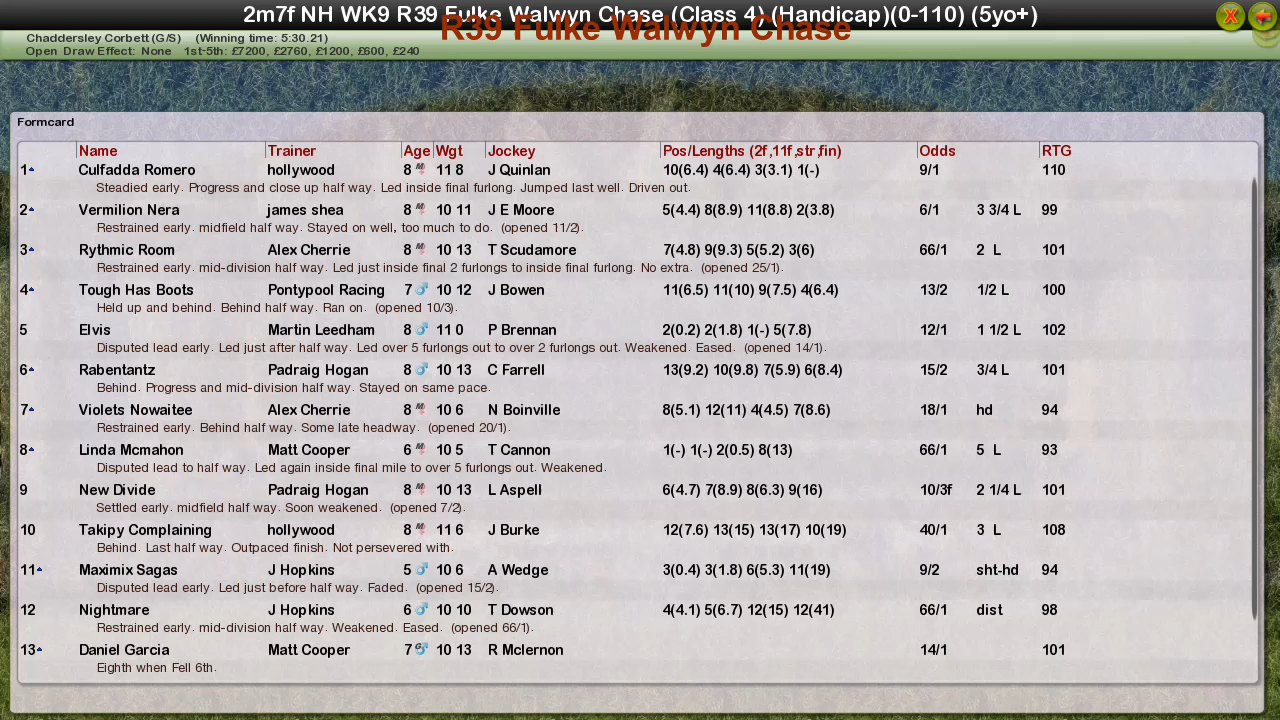 2m7f NH WK9 R39 Fulke Walwyn Chase (Class 4) (Handicap)(0-110) (5yo+)
R39 Fulke Walwyn Chase
Chaddersley Corbett (G/S) (Winning time: 5:30.21)
Open Draw Effect: None 1st-5th: £7200, £2760, £1200, £600, £240
Formcard
Name Trainer Age Wgt Jockey Pos/Lengths (2f,11f,str,fin) Odds RTG
1 Culfadda Romero hollywood 8 M 11 8 J Quinlan 10(6.4) 4(6.4) 3(3.1) 1(-) 9/1 110
Steadied early. Progress and close up half way. Led inside final furlong. Jumped last well. Driven out.
2 Vermilion Nera james shea 8 M 10 11 J E Moore 5(4.4) 8(8.9) 11(8.8) 2(3.8) 6/1 3 3/4 L 99
Restrained early. midfield half way. Stayed on well, too much to do. (opened 11/2).
3 Rythmic Room Alex Cherrie 8 M 10 13 T Scudamore 7(4.8) 9(9.3) 5(5.2) 3(6) 66/1 2 L 101
Restrained early. mid-division half way. Led just inside final 2 furlongs to inside final furlong. No extra. (opened 25/1).
4 Tough Has Boots Pontypool Racing 7 10 12 J Bowen 11(6.5) 11(10) 9(7.5) 4(6.4) 13/2 1/2 L 100
Held up and behind. Behind half way. Ran on. (opened 10/3).
5 Elvis Martin Leedham 8 11 0 P Brennan 2(0.2) 2(1.8) 1(-) 5(7.8) 12/1 1 1/2 L 102
Disputed lead early. Led just after half way. Led over 5 furlongs out to over 2 furlongs out. Weakened. Eased. (opened 14/1).
6 Rabentantz Padraig Hogan 8 10 13 C Farrell 13(9.2) 10(9.8) 7(5.9) 6(8.4) 15/2 3/4 L 101
Behind. Progress and mid-division half way. Stayed on same pace.
7 Violets Nowaitee Alex Cherrie 8 M 10 6 N Boinville 8(5.1) 12(11) 4(4.5) 7(8.6) 18/1 hd 94
Restrained early. Behind half way. Some late headway. (opened 20/1).
8 Linda Mcmahon Matt Cooper 6 M 10 5 T Cannon 1(-) 1(-) 2(0.5) 8(13) 66/1 5 L 93
Disputed lead to half way. Led again inside final mile to over 5 furlongs out. Weakened.
9 New Divide Padraig Hogan 8 M 10 13 L Aspell 6(4.7) 7(8.9) 8(6.3) 9(16) 10/3f 2 1/4 L 101
Settled early. midfield half way. Soon weakened. (opened 7/2).
10 Takipy Complaining hollywood 8 M 11 6 J Burke 12(7.6) 13(15) 13(17) 10(19) 40/1 3 L 108
Behind. Last half way. Outpaced finish. Not persevered with.
11 Maximix Sagas J Hopkins 5 10 6 A Wedge 3(0.4) 3(1.8) 6(5.3) 11(19) 9/2 sht-hd 94
Disputed lead early. Led just before half way. Faded. (opened 15/2).
12 Nightmare J Hopkins 6 10 10 T Dowson 4(4.1) 5(6.7) 12(15) 12(41) 66/1 dist 98
Restrained early. mid-division half way. Weakened. Eased. (opened 66/1).
13 Daniel Garcia Matt Cooper 7 G 10 13 R Mclernon 14/1 101
Eighth when Fell 6th.